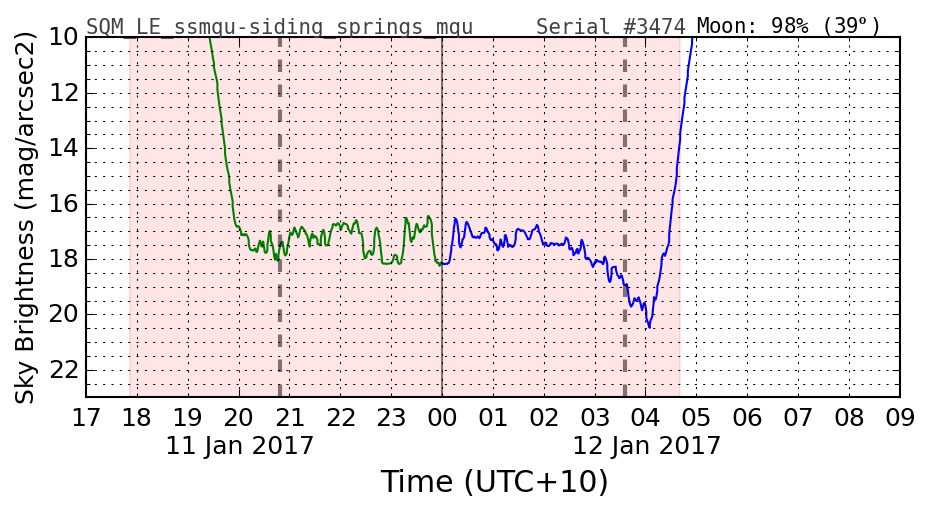 SQM_LE_ssmqu-siding_springs_mqu Serial #3474 Moon: 98% (39°)
Sky Brightness (mag/arcsec2)
10
12
14
16
18
20
22
17 18 19 20 21 22 23 00 01 02 03 04 05 06 07 08 09
11 Jan 2017 12 Jan 2017
Time (UTC+10)